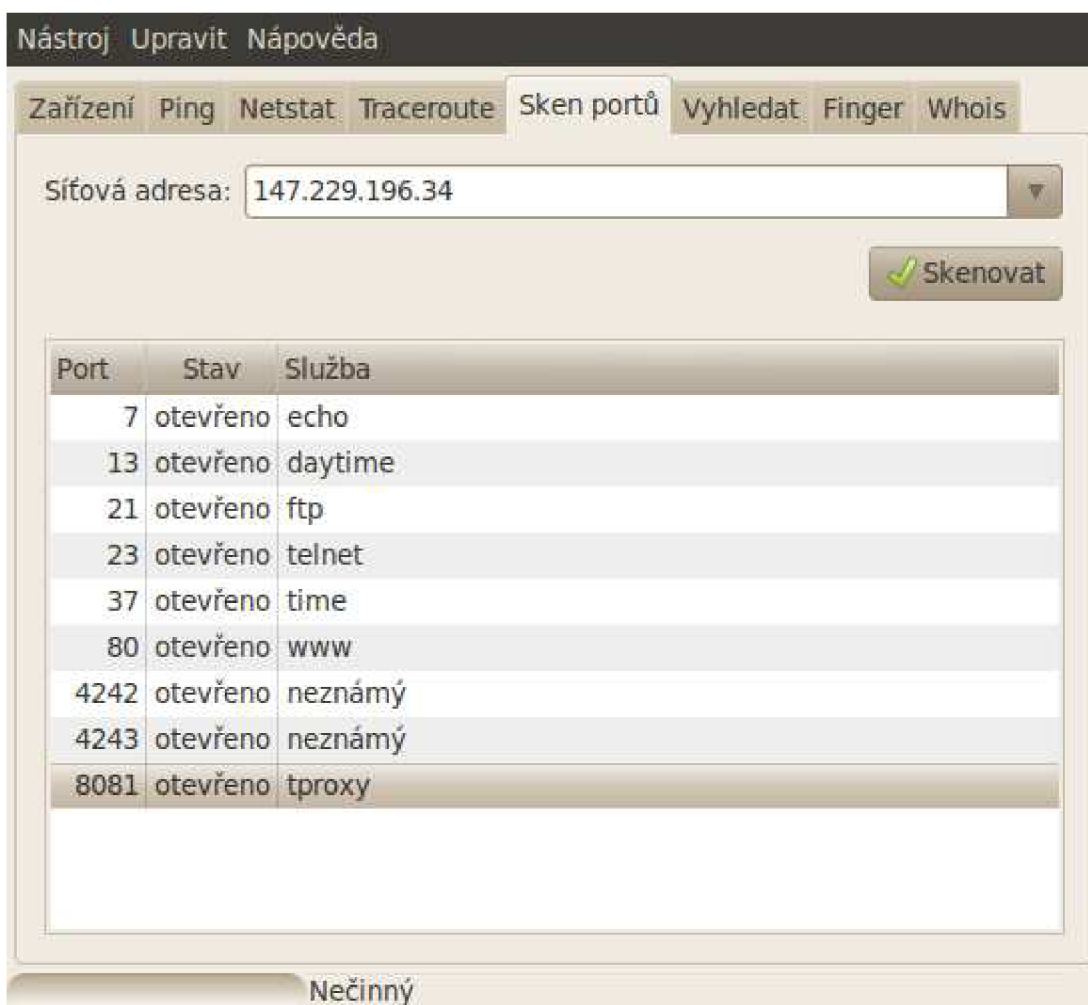 Nástroj Upravit Nápověda
Zařízení Ping Netstat Traceroute Sken portů Vyhledat Finger Whois
Síťová adresa: 147.229.196.34
Skenovat
Port Stav Služba
7 otevřeno echo
13 otevřeno daytime
21 otevřeno ftp
23 otevřeno telnet
37 otevřeno time
80 otevřeno www
4242 otevřeno neznámý
4243 otevřeno neznámý
8081 otevřeno tproxy
Nečinný